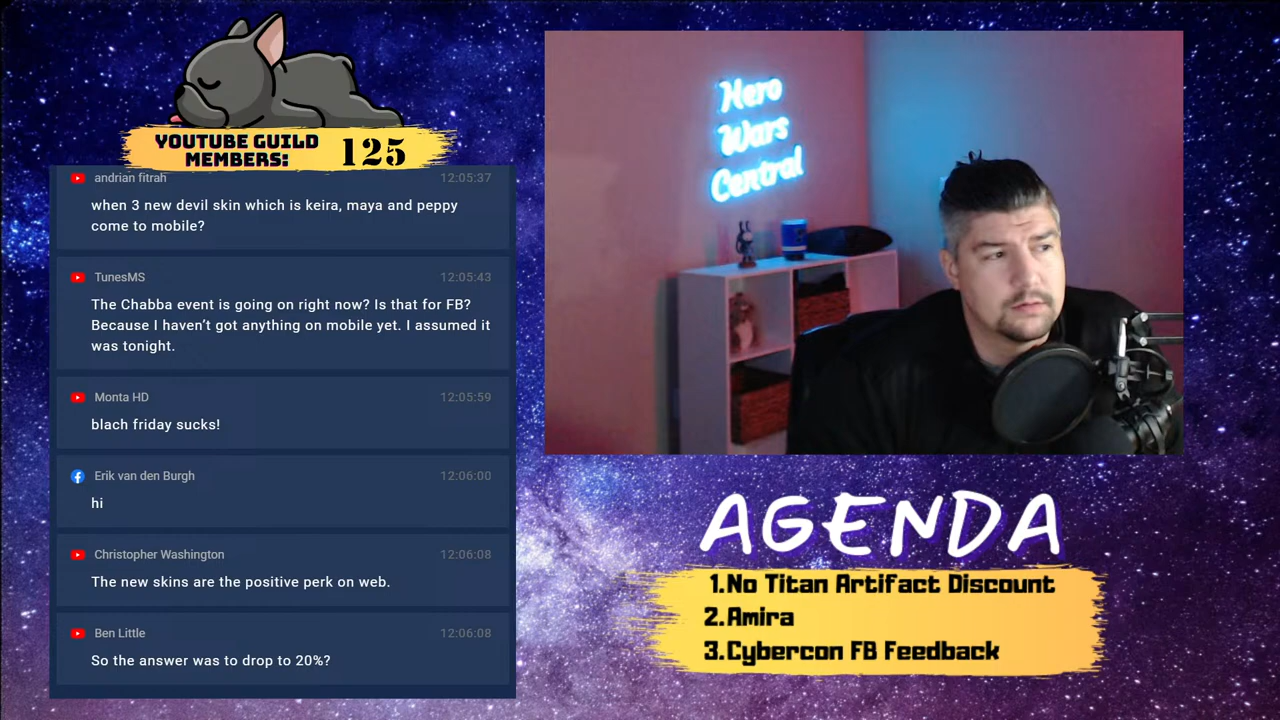 YOUTUBE GUILD
MEMBERS:
125
andrian fitrah 12:05:37
when 3 new devil skin which is keira, maya and peppy
come to mobile?
TunesMS 12:05:43
The Chabba event is going on right now? Is that for FB?
Because I haven't got anything on mobile yet. I assumed it
was tonight.
Monta HD 12:05:59
blach friday sucks!
Erik van den Burgh 12:06:00
hi
Christopher Washington 12:06:08
The new skins are the positive perk on web.
Ben Little 12:06:08
So the answer was to drop to 20%?
Hero
Wars
Central
AGENDA
1.No Titan Artifact Discount
2.Amira
3.Cybercon FB Feedback